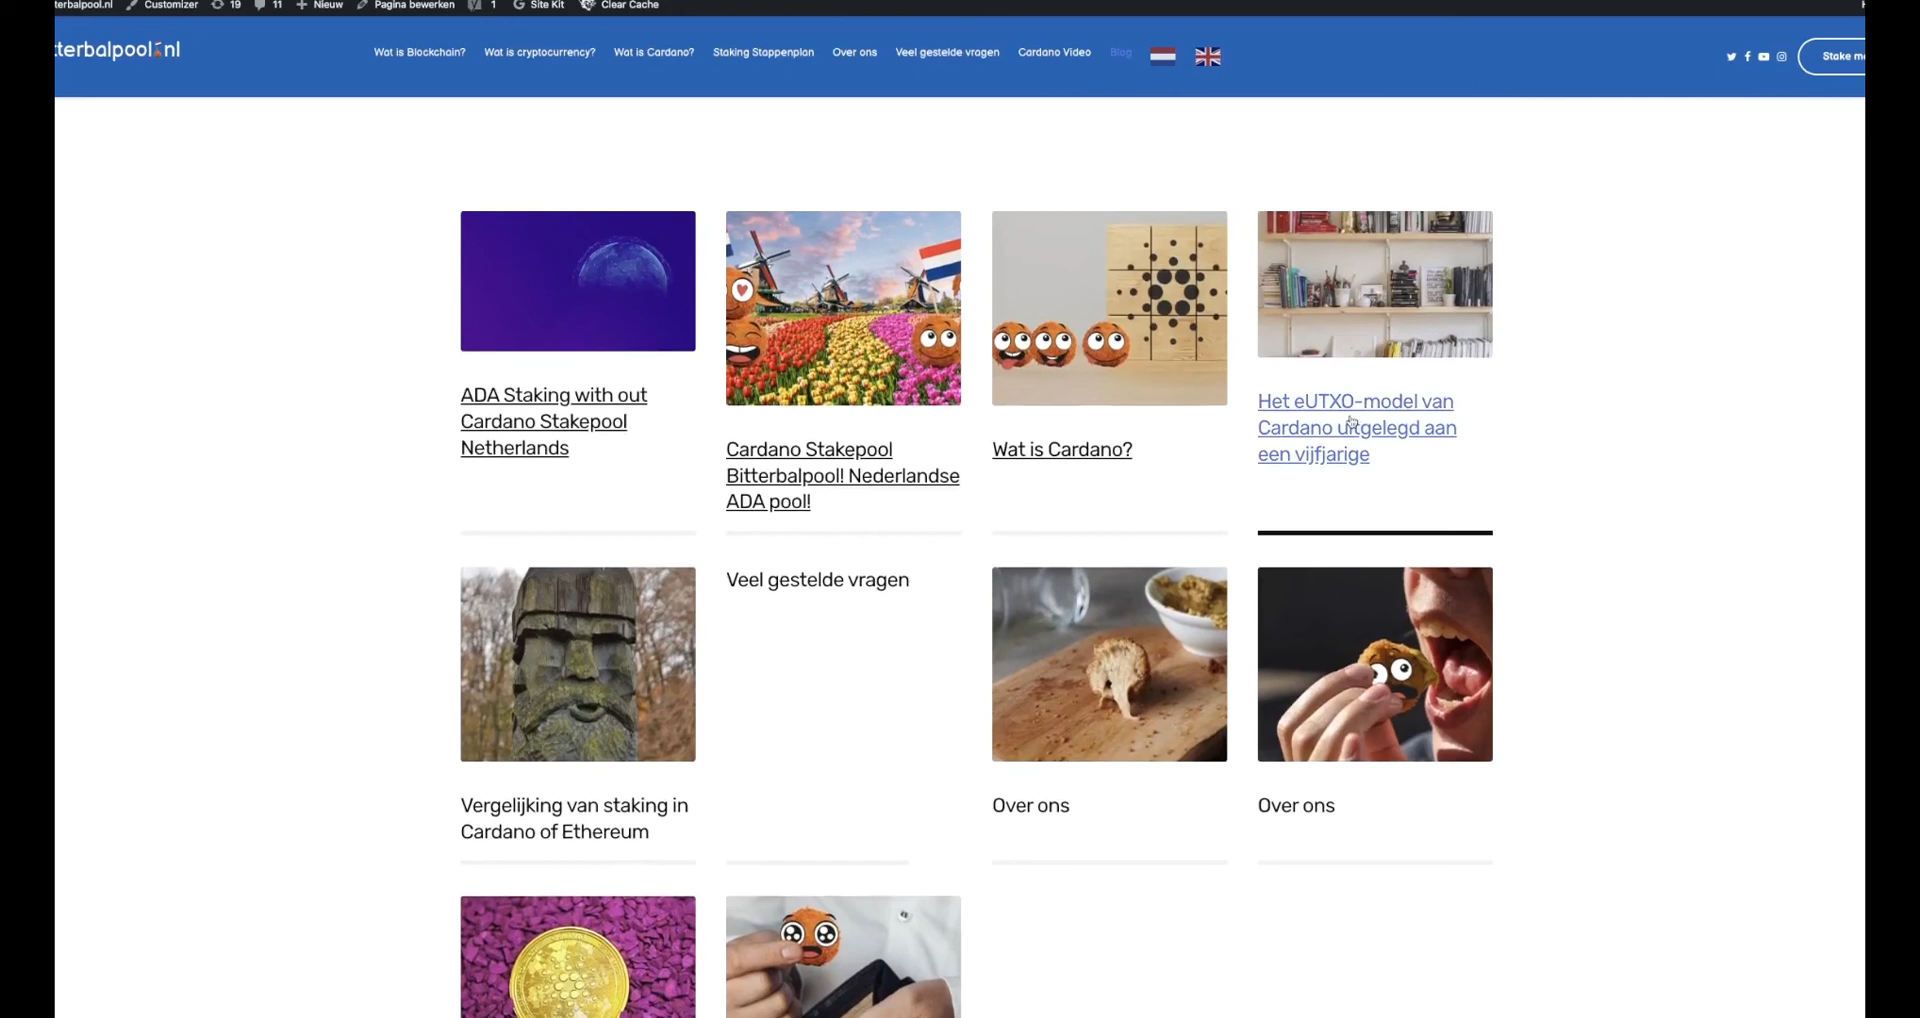 terbalpool.nl Customizer 19 11 Nieuw Pagina bewerken 1 Site Kit Clear Cache
tterbalpool nl Wat is Blockchain? Wat is cryptocurrency? Wat is Cardano? Staking Stappenplan Over ons Veel gestelde vragen Cardano Video Blog Stake m
ADA Staking with out
Cardano Stakepool
Netherlands
Cardano Stakepool
Bitterbalpool! Nederlandse
ADA pool!
Wat is Cardano?
Het eUTXO-model van
Cardano uitgelegd aan
een vijfjarige
Vergelijking van staking in
Cardano of Ethereum
Veel gestelde vragen
Over ons
Over ons